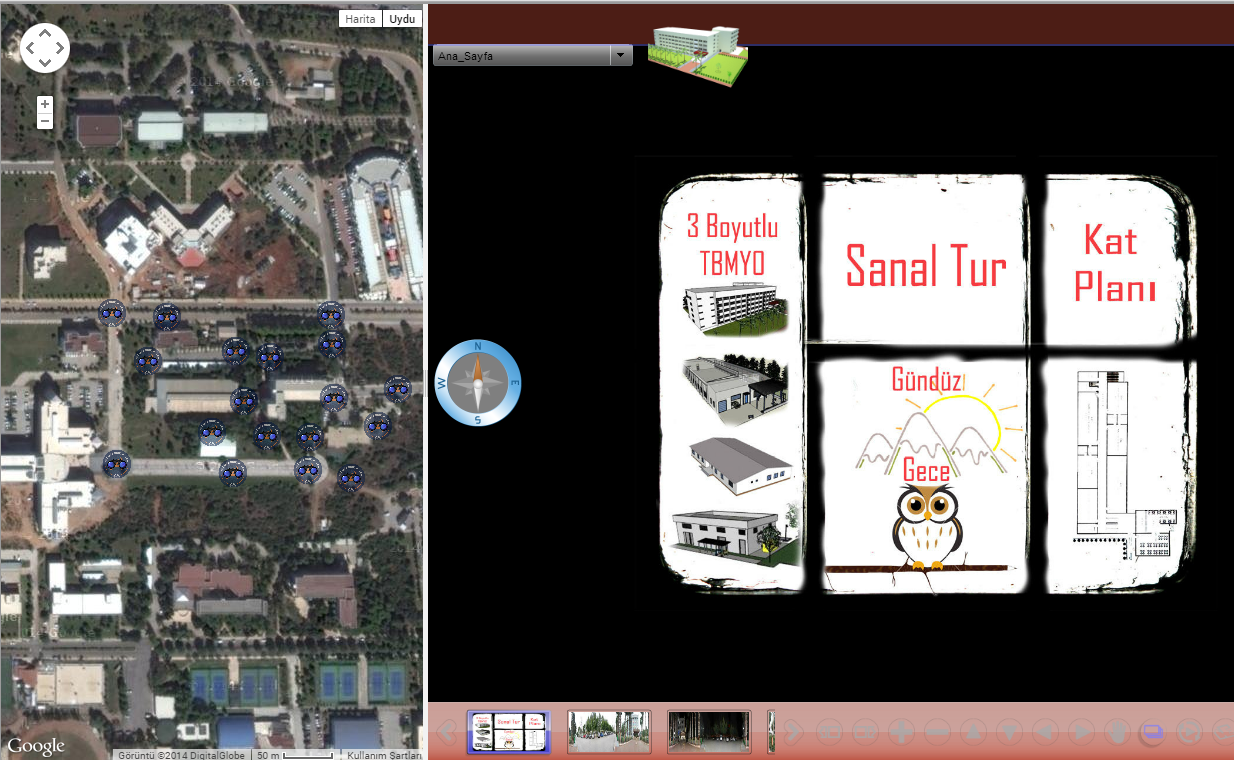 Harita
Uydu
Ana_Sayfa
3 Boyutlu
TBMYO
Sanal Tur
Kat
Planı
Gündüz
Gece
N
E
S
W
Google
Görüntü ©2014 DigitalGlobe
50 m
Kullanım Şartları